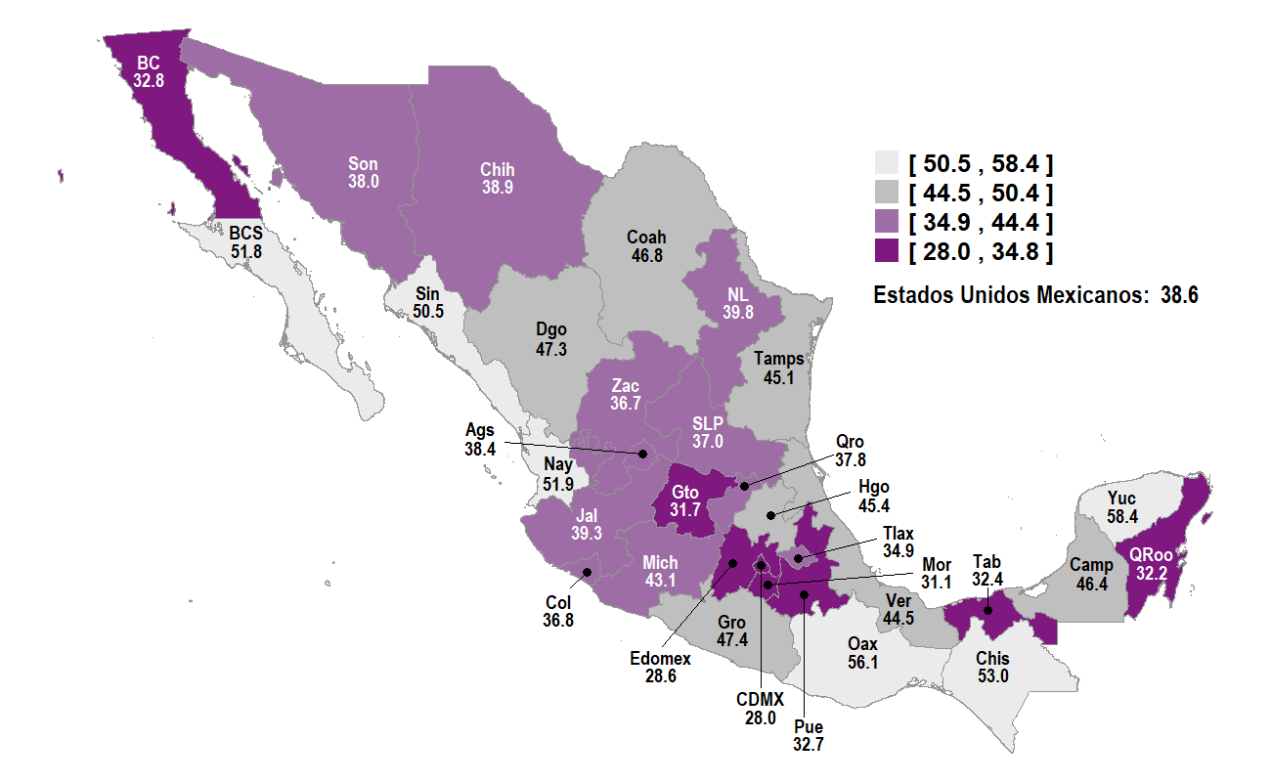 BC
32.8
Son
38.0
Chih
38.9
[ 50.5 , 58.4 ]
[ 44.5 , 50.4 ]
[ 34.9 , 44.4 ]
[ 28.0 , 34.8 ]
Estados Unidos Mexicanos: 38.6
BCS
51.8
Coah
46.8
Sin
50.5
NL
39.8
Dgo
47.3
Tamps
45.1
Zac
36.7
SLP
37.0
Ags
38.4
Qro
37.8
Nay
51.9
Gto
31.7
Hgo
45.4
Yuc
58.4
Jal
39.3
Tlax
34.9
Mich
43.1
Mor
31.1
Tab
32.4
Camp
46.4
QRoo
32.2
Col
36.8
Ver
44.5
Gro
47.4
Oax
56.1
Chis
53.0
Edomex
28.6
CDMX
28.0
Pue
32.7